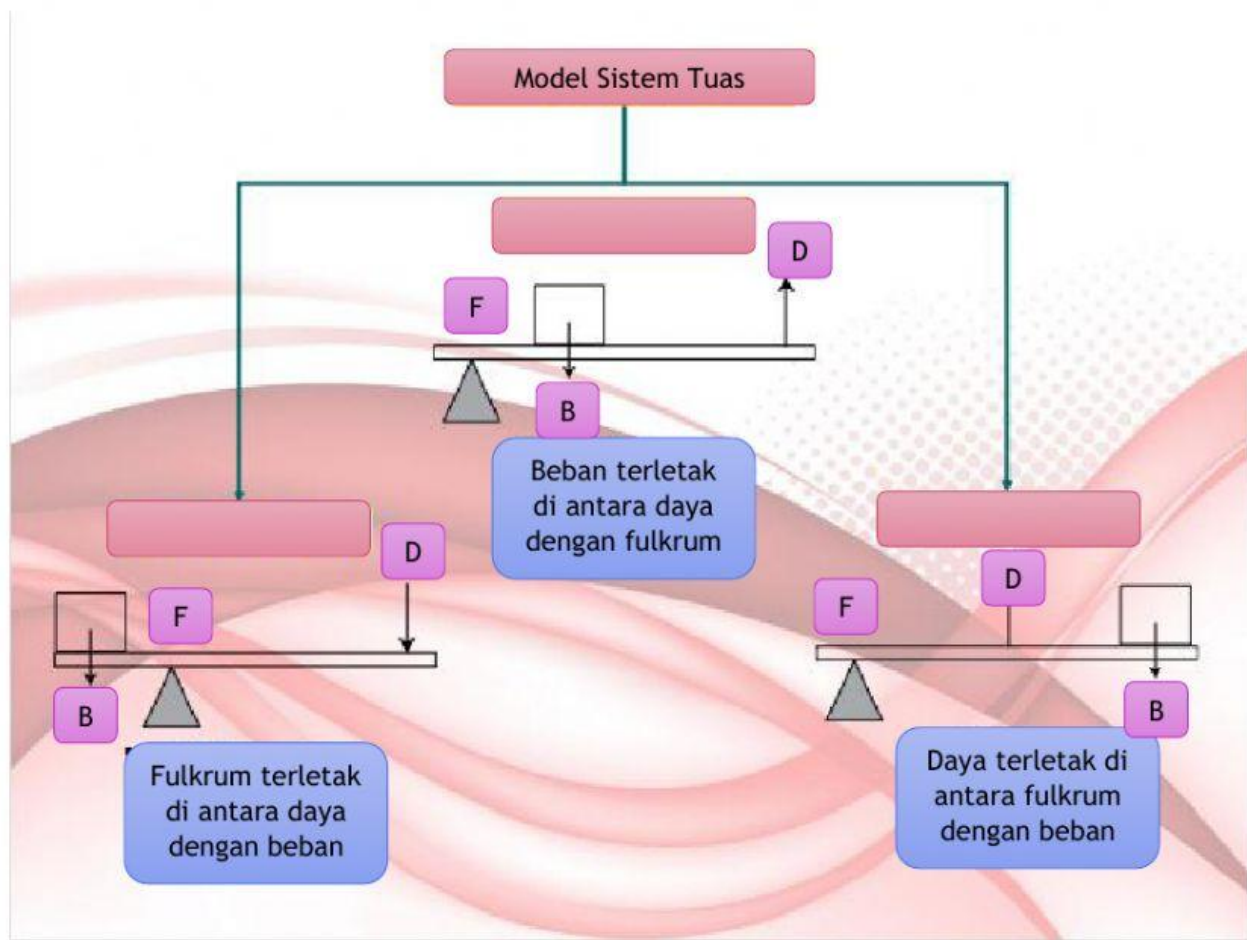 Model Sistem Tuas
D
F
B
Beban terletak
di antara daya
dengan fulkrum
D
F
B
Fulkrum terletak
di antara daya
dengan beban
D
F
B
Daya terletak di
antara fulkrum
dengan beban